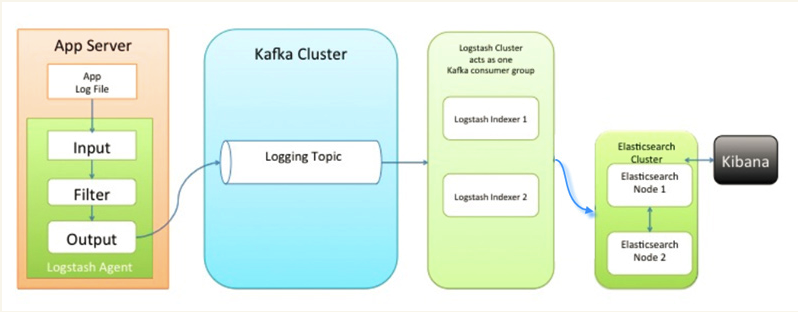 App Server
App
Log File
Input
Filter
Output
Logstash Agent
Kafka Cluster
Logging Topic
Logstash Cluster
acts as one
Kafka consumer group
Logstash Indexer 1
Logstash Indexer 2
Elasticsearch
Cluster
Elasticsearch
Node 1
Elasticsearch
Node 2
Kibana